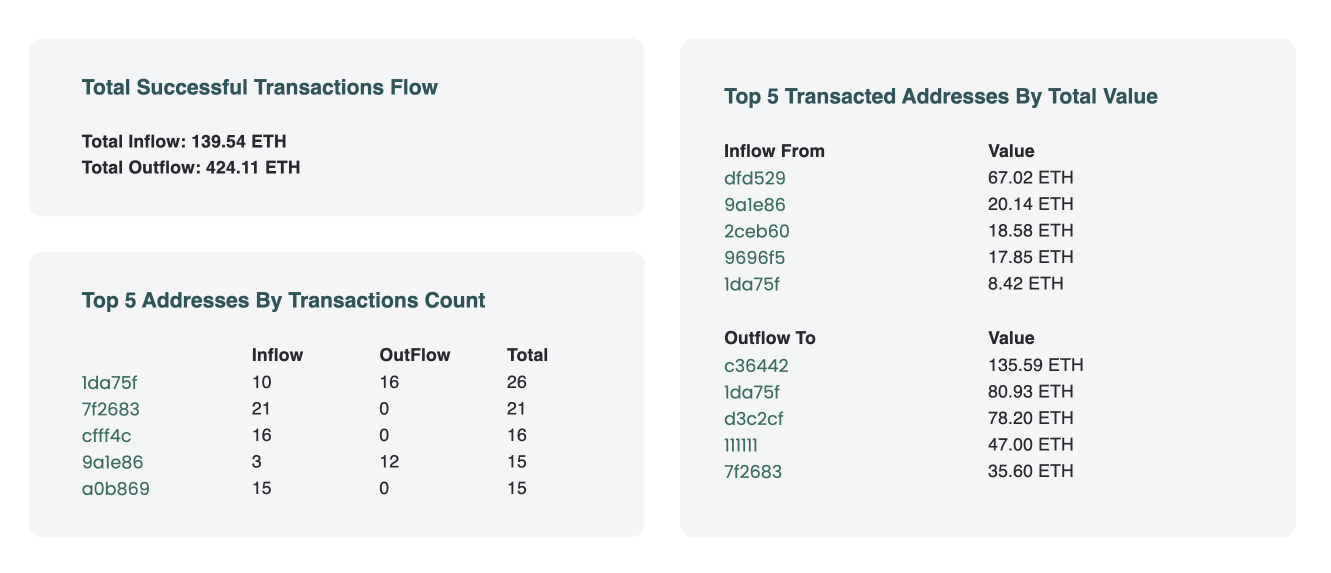 Total Successful Transactions Flow
Total Inflow: 139.54 ETH
Total Outflow: 424.11 ETH
Top 5 Addresses By Transactions Count
Inflow OutFlow Total
1da75f 10 16 26
7f2683 21 0 21
cfff4c 16 0 16
9a1e86 3 12 15
a0b869 15 0 15
Top 5 Transacted Addresses By Total Value
Inflow From Value
dfd529 67.02 ETH
9a1e86 20.14 ETH
2ceb60 18.58 ETH
9696f5 17.85 ETH
1da75f 8.42 ETH
Outflow To Value
c36442 135.59 ETH
1da75f 80.93 ETH
d3c2cf 78.20 ETH
111111 47.00 ETH
7f2683 35.60 ETH